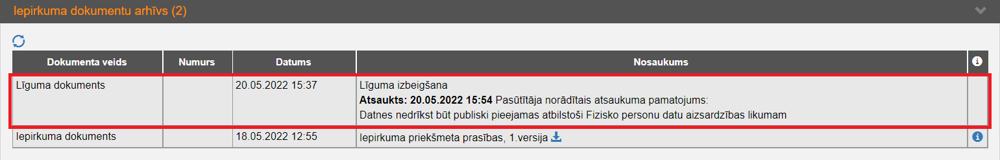 Iepirkuma dokumentu arhīvs (2)
Dokumenta veids Numurs Datums Nosaukums
Līguma dokuments 20.05.2022 15:37 Līguma izbeigšana
Atsaukts: 20.05.2022 15:54 Pasūtītāja norādītais atsaukuma pamatojums:
Datnes nedrīkst būt publiski pieejamas atbilstoši Fizisko personu datu aizsardzības likumam
Iepirkuma dokuments 18.05.2022 12:55 Iepirkuma priekšmeta prasības, 1.versija